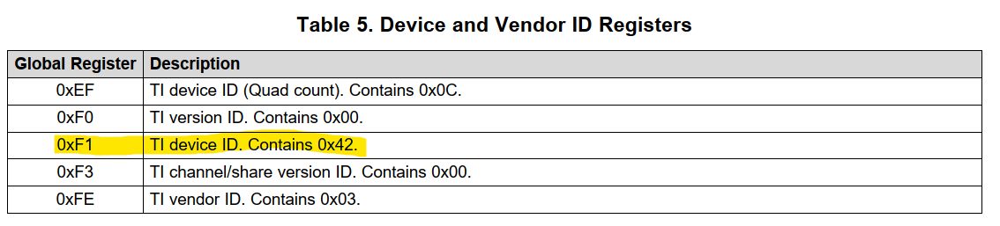 Table 5. Device and Vendor ID Registers
Global Register Description
0xEF TI device ID (Quad count). Contains 0x0C.
0xF0 TI version ID. Contains 0x00.
0xF1 TI device ID. Contains 0x42.
0xF3 TI channel/share version ID. Contains 0x00.
0xFE TI vendor ID. Contains 0x03.